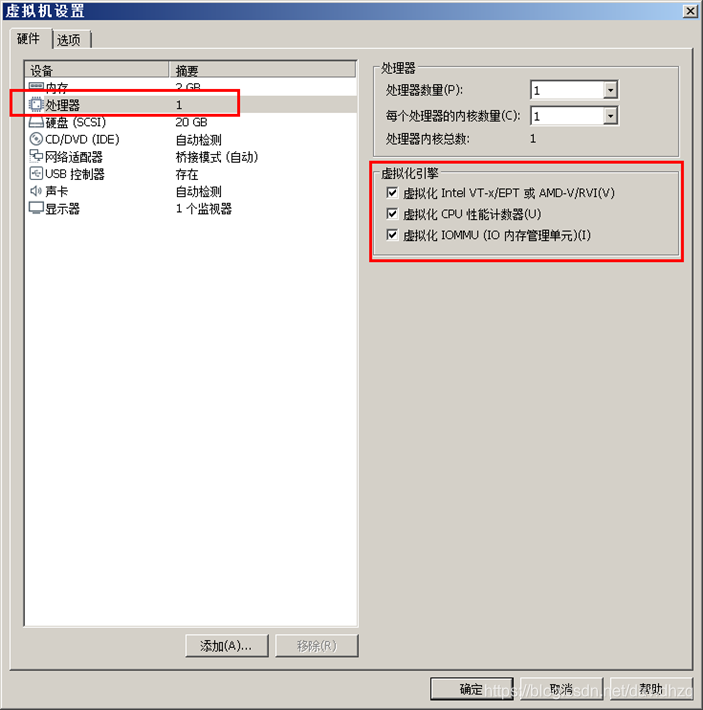 虚拟机设置
硬件 选项
设备 摘要
内存 2 GB
处理器 1
硬盘 (SCSI) 20 GB
CD/DVD (IDE) 自动检测
网络适配器 桥接模式 (自动)
USB 控制器 存在
声卡 自动检测
显示器 1 个监视器
添加(A)... 移除(R)
处理器
处理器数量(P): 1
每个处理器的内核数量(C): 1
处理器内核总数: 1
虚拟化引擎
虚拟化 Intel VT-x/EPT 或 AMD-V/RVI(V)
虚拟化 CPU 性能计数器(U)
虚拟化 IOMMU (IO 内存管理单元)(I)
确定 取消 帮助